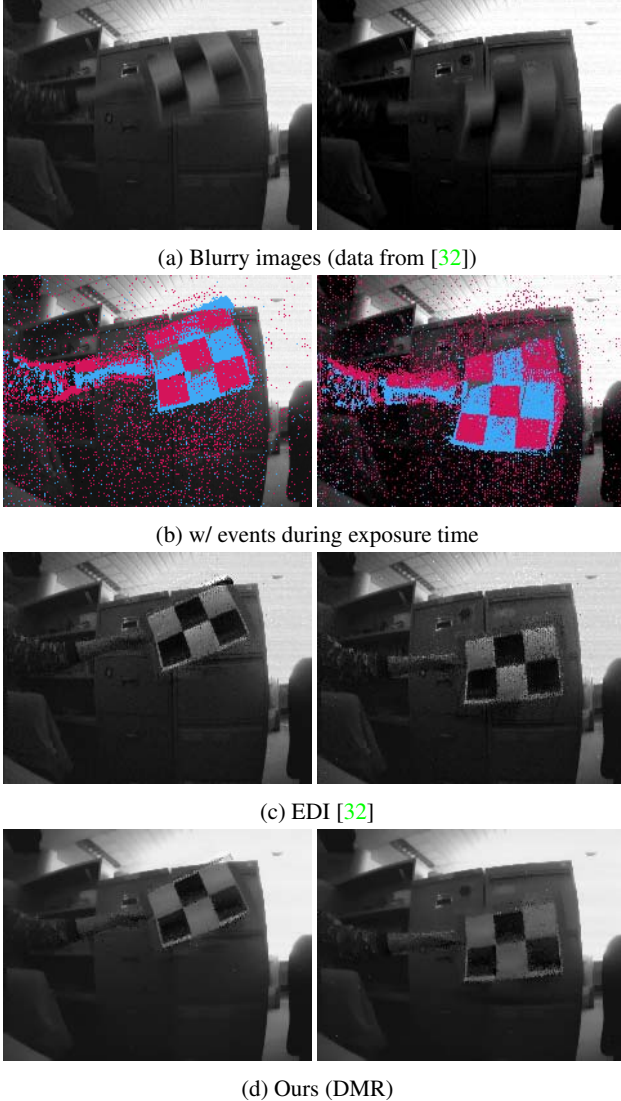 (a) Blurry images (data from [32])
(b) w/ events during exposure time
(c) EDI [32]
(d) Ours (DMR)